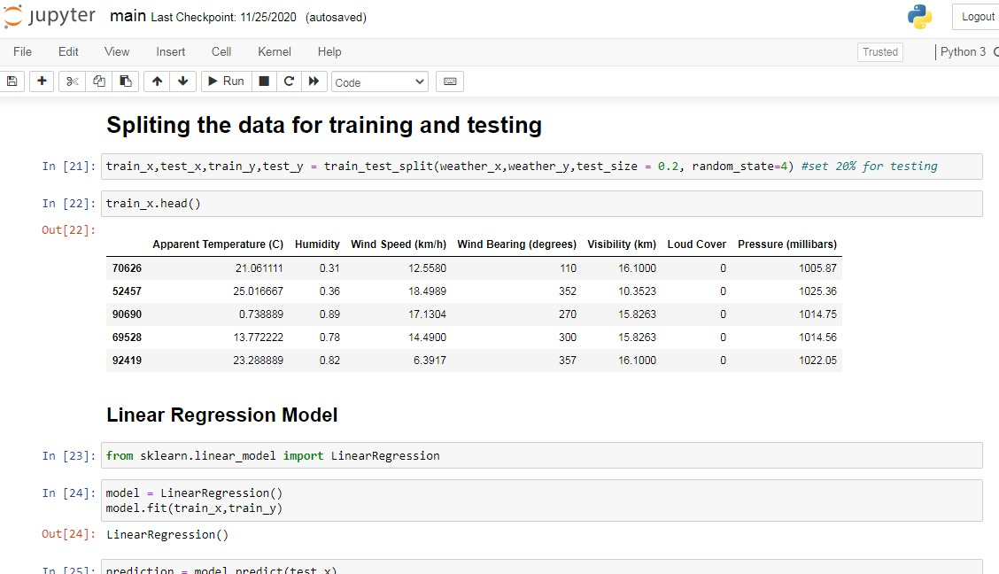 jupyter main Last Checkpoint: 11/25/2020 (autosaved) Logout
File Edit View Insert Cell Kernel Help Trusted Python 3
Run Code
Spliting the data for training and testing
In [21]: train_x,test_x,train_y,test_y = train_test_split(weather_x,weather_y,test_size = 0.2, random_state=4) #set 20% for testing
In [22]: train_x.head()
Out[22]:
Apparent Temperature (C) Humidity Wind Speed (km/h) Wind Bearing (degrees) Visibility (km) Loud Cover Pressure (millibars)
70626 21.061111 0.31 12.5580 110 16.1000 0 1005.87
52457 25.016667 0.36 18.4989 352 10.3523 0 1025.36
90690 0.738889 0.89 17.1304 270 15.8263 0 1014.75
69528 13.772222 0.78 14.4900 300 15.8263 0 1014.56
92419 23.288889 0.82 6.3917 357 16.1000 0 1022.05
Linear Regression Model
In [23]: from sklearn.linear_model import LinearRegression
In [24]: model = LinearRegression()
model.fit(train_x,train_y)
Out[24]: LinearRegression()
In [25]: prediction = model.predict(test_x)